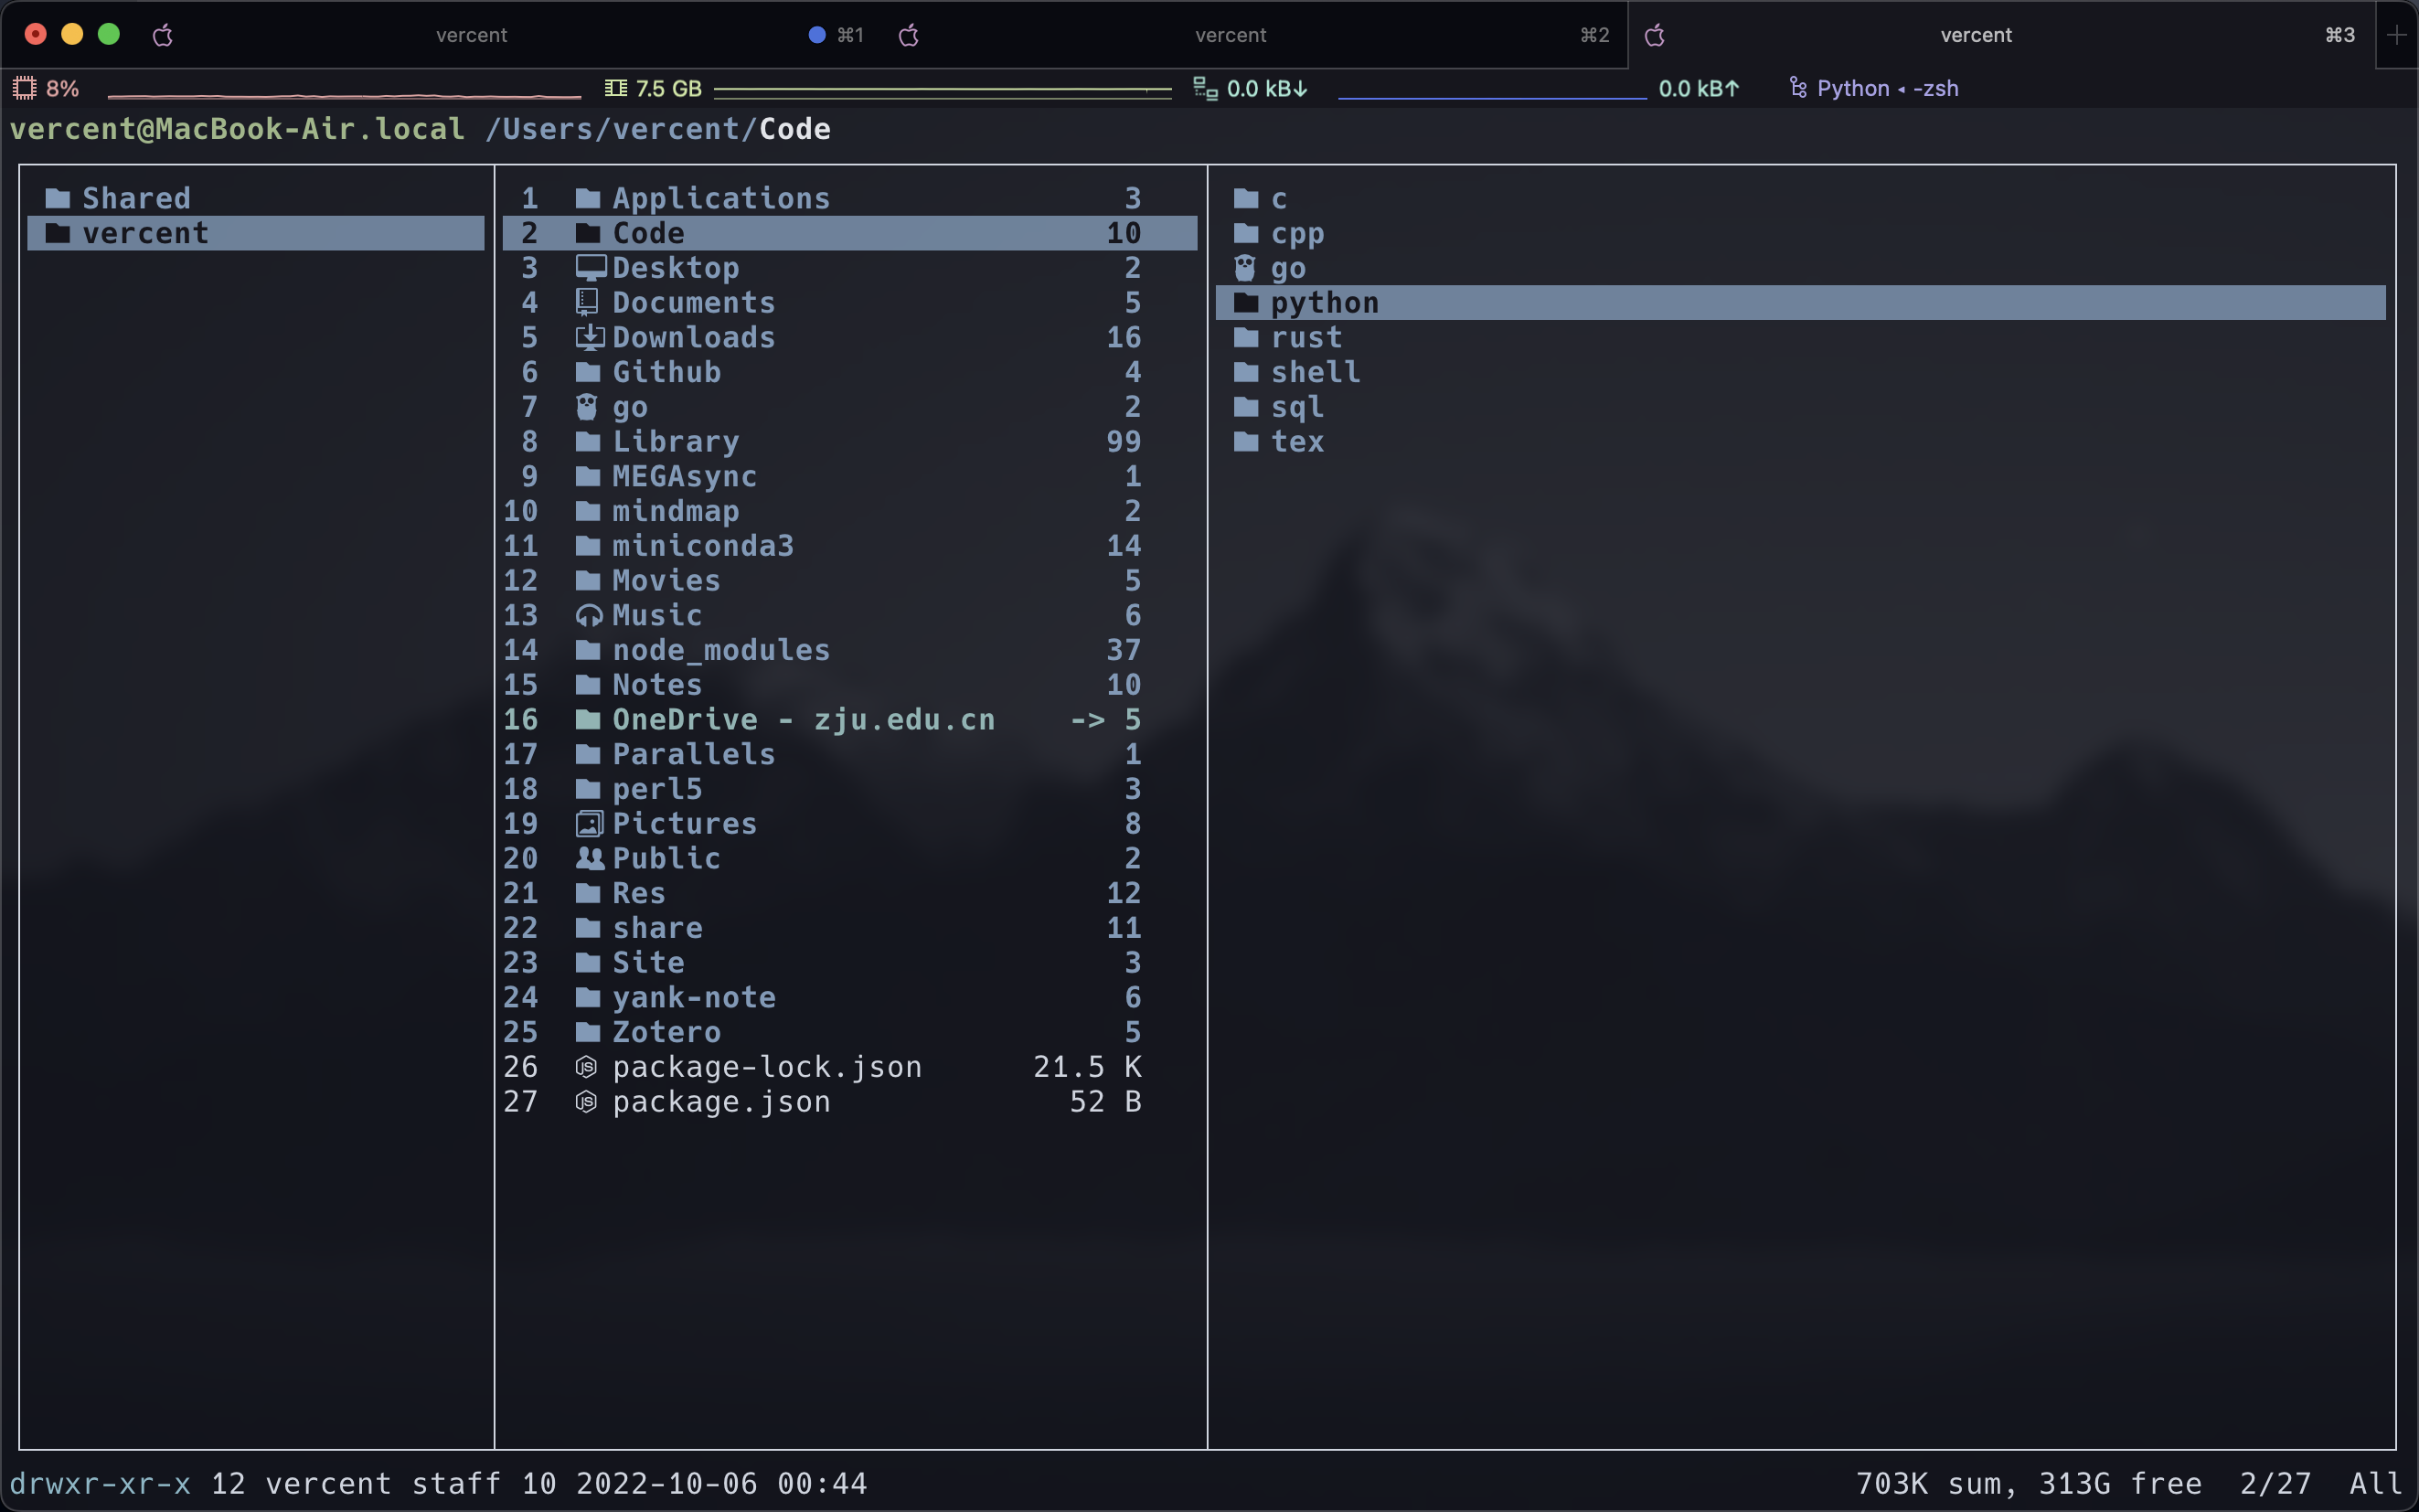 vercent ⌘1 vercent ⌘2 vercent ⌘3
8% 7.5 GB 0.0 kB↓ 0.0 kB↑ Python ◂ -zsh
vercent@MacBook-Air.local /Users/vercent/Code
Shared
vercent
1 Applications 3
2 Code 10
3 Desktop 2
4 Documents 5
5 Downloads 16
6 Github 4
7 go 2
8 Library 99
9 MEGAsync 1
10 mindmap 2
11 miniconda3 14
12 Movies 5
13 Music 6
14 node_modules 37
15 Notes 10
16 OneDrive - zju.edu.cn -> 5
17 Parallels 1
18 perl5 3
19 Pictures 8
20 Public 2
21 Res 12
22 share 11
23 Site 3
24 yank-note 6
25 Zotero 5
26 package-lock.json 21.5 K
27 package.json 52 B
c
cpp
go
python
rust
shell
sql
tex
drwxr-xr-x 12 vercent staff 10 2022-10-06 00:44 703K sum, 313G free 2/27 All